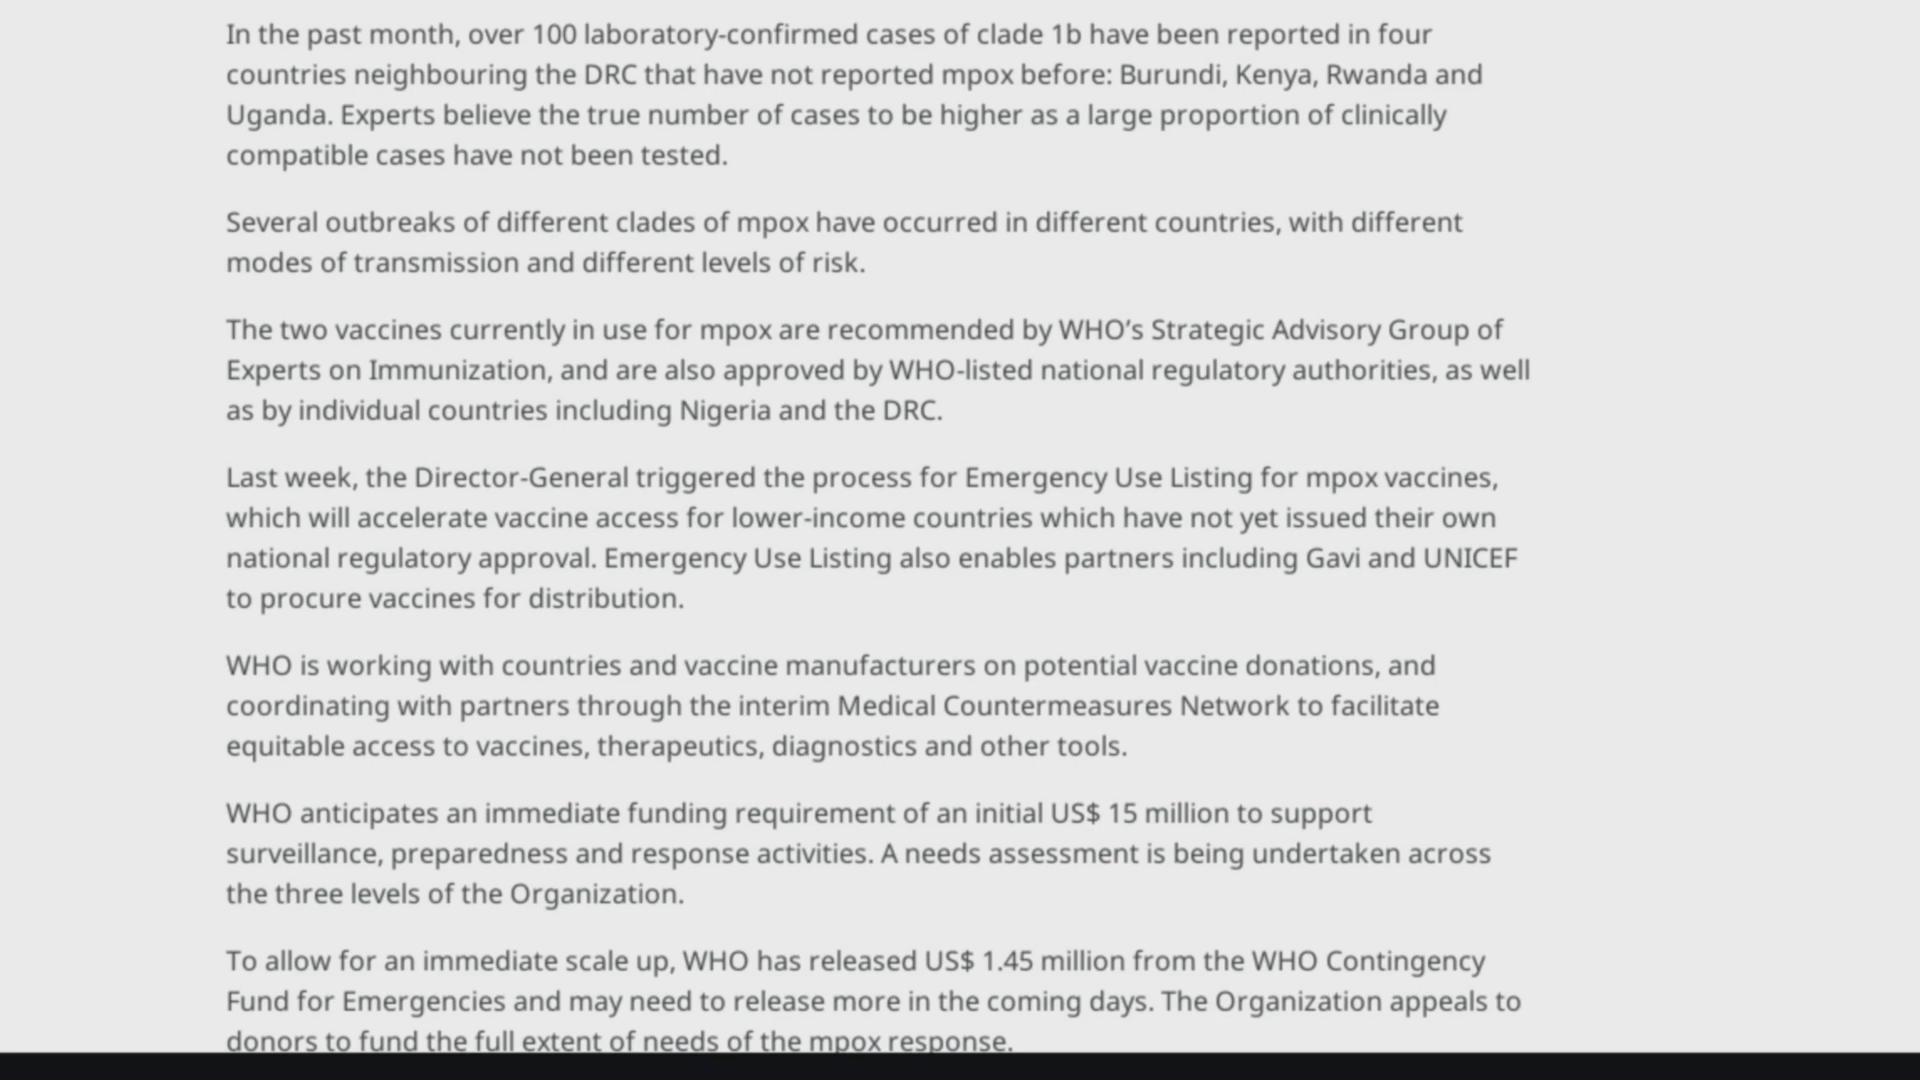 In the past month, over 100 laboratory-confirmed cases of clade 1b have been reported in four
countries neighbouring the DRC that have not reported mpox before: Burundi, Kenya, Rwanda and
Uganda. Experts believe the true number of cases to be higher as a large proportion of clinically
compatible cases have not been tested.
Several outbreaks of different clades of mpox have occurred in different countries, with different
modes of transmission and different levels of risk.
The two vaccines currently in use for mpox are recommended by WHO’s Strategic Advisory Group of
Experts on Immunization, and are also approved by WHO-listed national regulatory authorities, as well
as by individual countries including Nigeria and the DRC.
Last week, the Director-General triggered the process for Emergency Use Listing for mpox vaccines,
which will accelerate vaccine access for lower-income countries which have not yet issued their own
national regulatory approval. Emergency Use Listing also enables partners including Gavi and UNICEF
to procure vaccines for distribution.
WHO is working with countries and vaccine manufacturers on potential vaccine donations, and
coordinating with partners through the interim Medical Countermeasures Network to facilitate
equitable access to vaccines, therapeutics, diagnostics and other tools.
WHO anticipates an immediate funding requirement of an initial US$ 15 million to support
surveillance, preparedness and response activities. A needs assessment is being undertaken across
the three levels of the Organization.
To allow for an immediate scale up, WHO has released US$ 1.45 million from the WHO Contingency
Fund for Emergencies and may need to release more in the coming days. The Organization appeals to
donors to fund the full extent of needs of the mpox response.